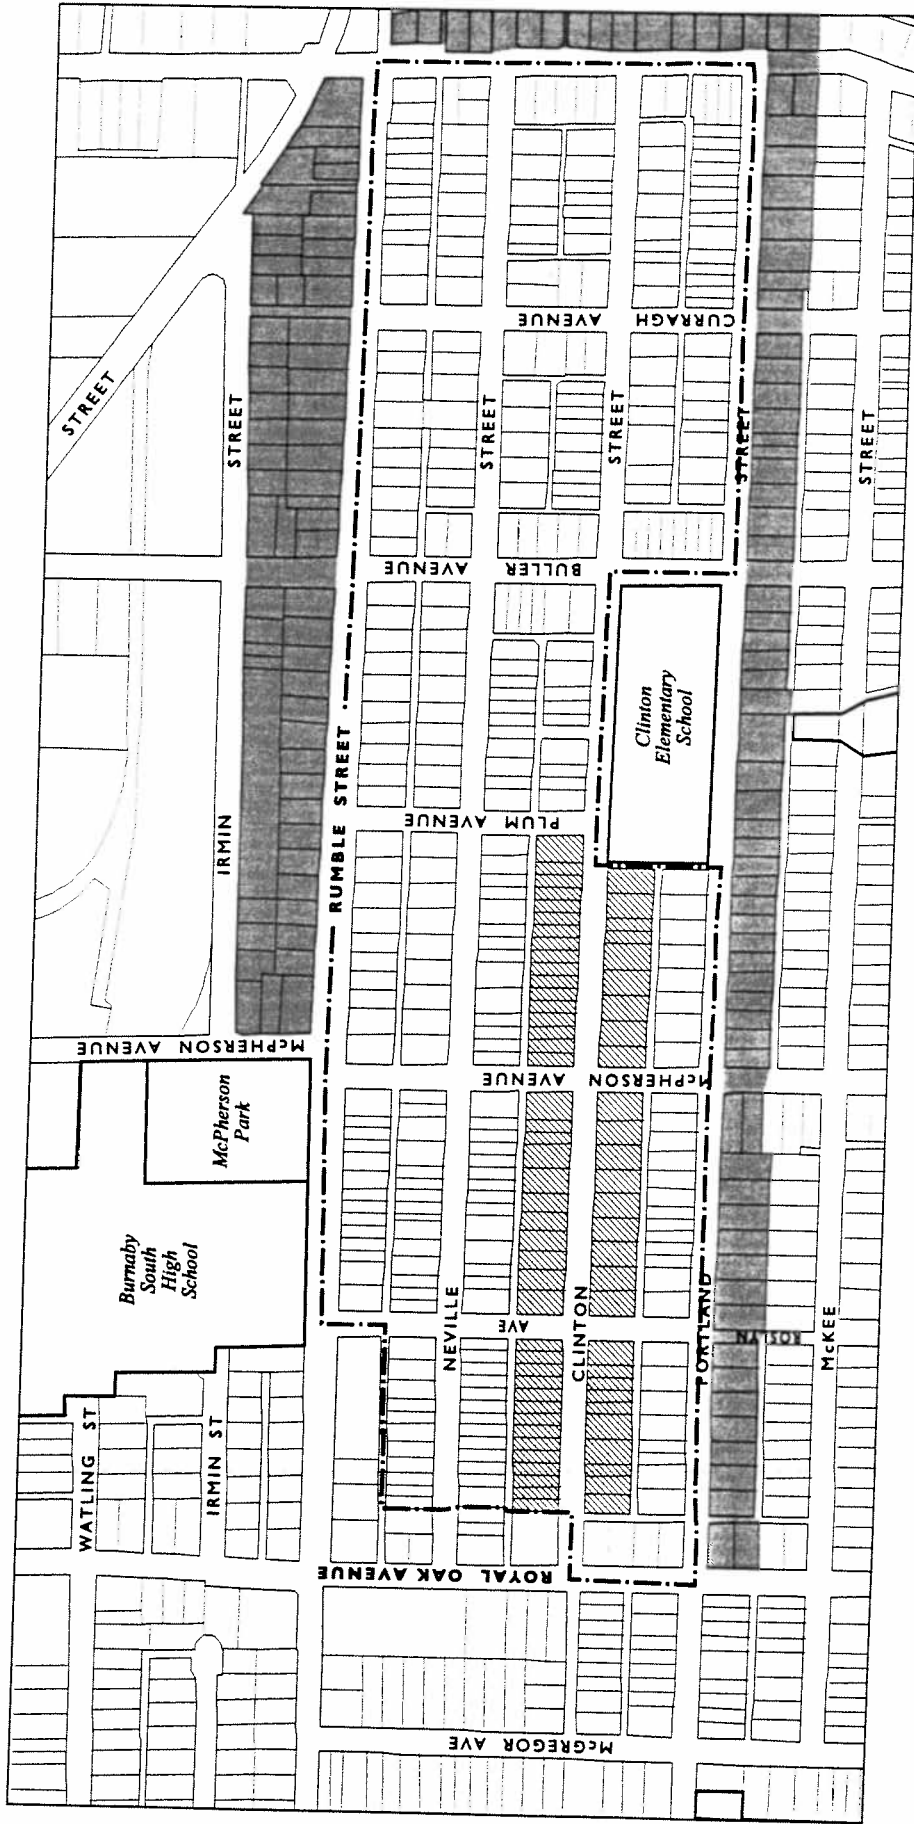 STREET
STREET
IRMIN
McPHERSON AVENUE
McPherson
Park
Burnaby
South
High
School
WATLING ST
IRMIN ST
RUMBLE STREET
AVENUE
CURRAGH
STREET
STREET
STREET
STREET
AVENUE
BULLER
Clinton
Elementary
School
PLUM AVENUE
AVENUE
McPHERSON
AVE
NEVILLE
CLINTON
PORTLAND
ROSLYN
McKEE
ROYAL OAK AVENUE
McGREGOR AVE